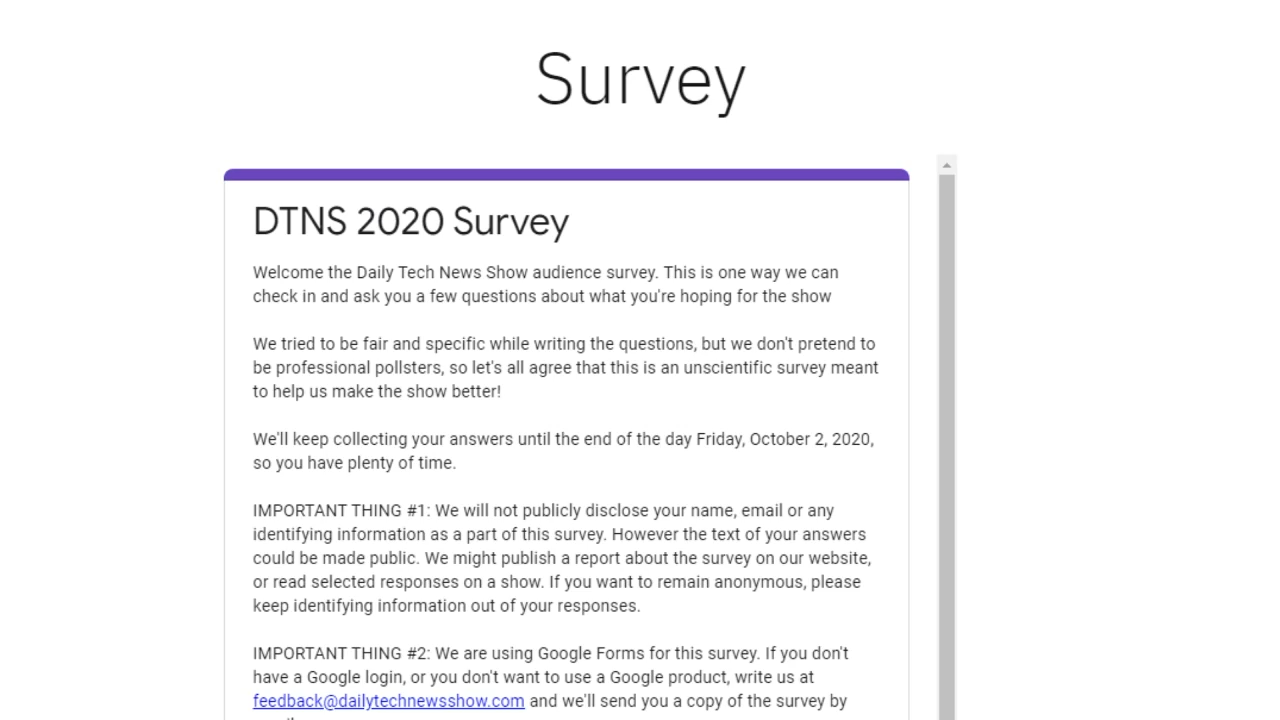 Survey
DTNS 2020 Survey
Welcome the Daily Tech News Show audience survey. This is one way we can
check in and ask you a few questions about what you're hoping for the show
We tried to be fair and specific while writing the questions, but we don't pretend to
be professional pollsters, so let's all agree that this is an unscientific survey meant
to help us make the show better!
We'll keep collecting your answers until the end of the day Friday, October 2, 2020,
so you have plenty of time.
IMPORTANT THING #1: We will not publicly disclose your name, email or any
identifying information as a part of this survey. However the text of your answers
could be made public. We might publish a report about the survey on our website,
or read selected responses on a show. If you want to remain anonymous, please
keep identifying information out of your responses.
IMPORTANT THING #2: We are using Google Forms for this survey. If you don't
have a Google login, or you don't want to use a Google product, write us at
feedback@dailytechnewsshow.com and we'll send you a copy of the survey by